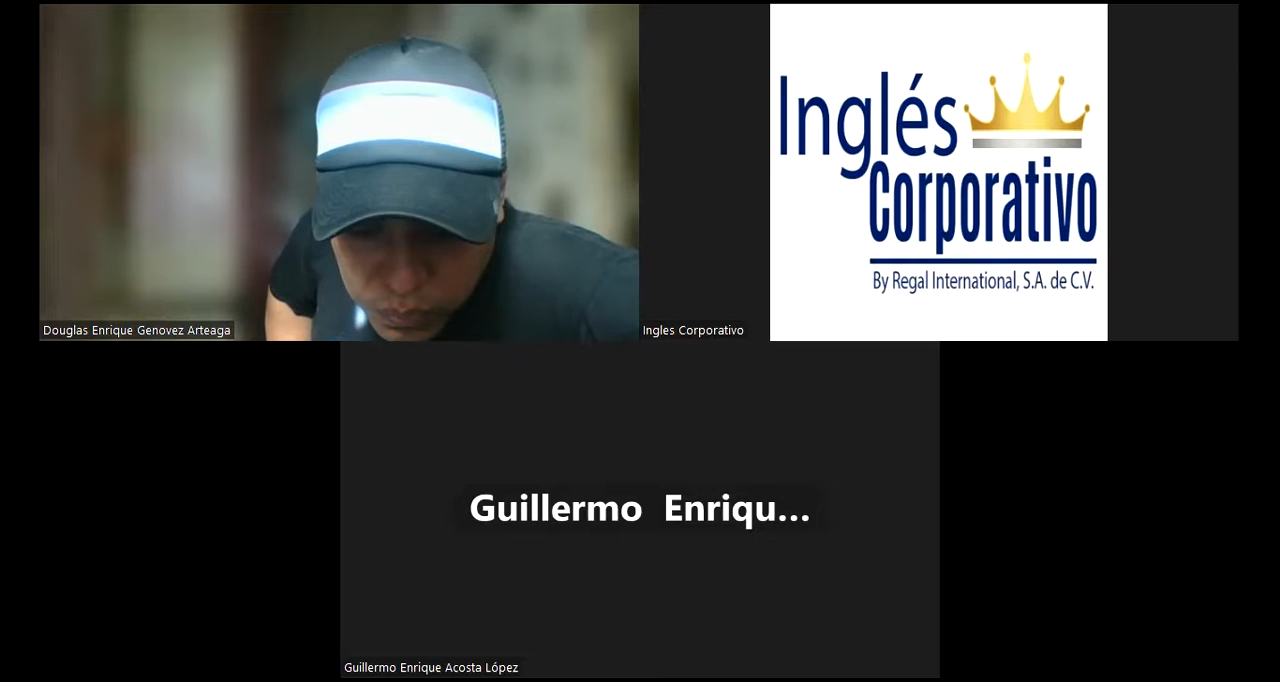 Inglés
Corporativo
By Regal International, S.A. de C.V.
Douglas Enrique Genovez Arteaga
Ingles Corporativo
Guillermo Enriqu...
Guillermo Enrique Acosta López